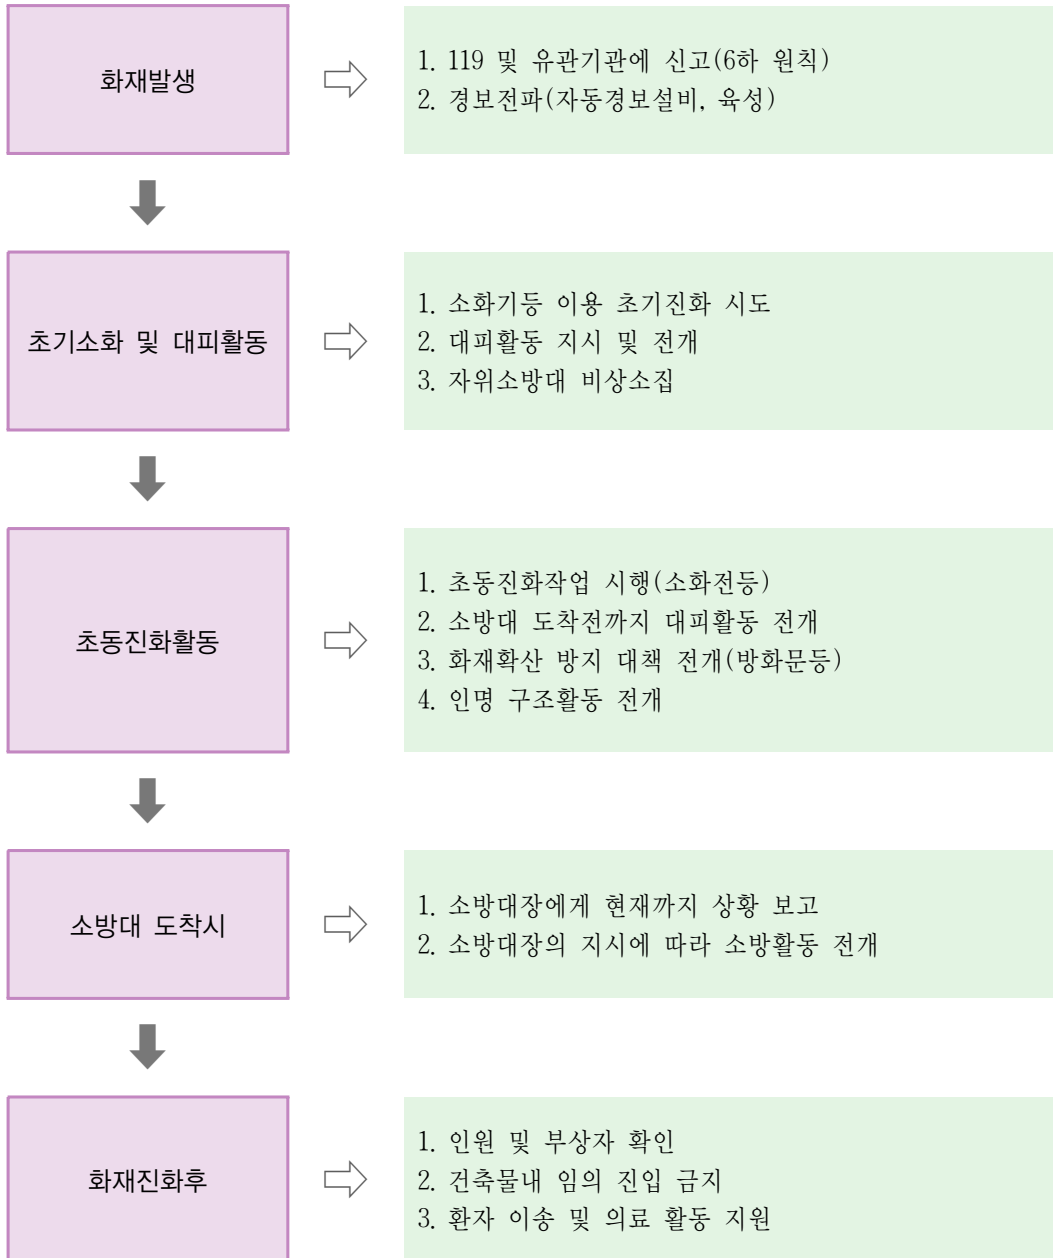 화재발생
1. 119 및 유관기관에 신고(6하 원칙)
2. 경보전파(자동경보설비, 육성)
초기소화 및 대피활동
1. 소화기등 이용 초기진화 시도
2. 대피활동 지시 및 전개
3. 자위소방대 비상소집
초동진화활동
1. 초동진화작업 시행(소화전등)
2. 소방대 도착전까지 대피활동 전개
3. 화재확산 방지 대책 전개(방화문등)
4. 인명 구조활동 전개
소방대 도착시
1. 소방대장에게 현재까지 상황 보고
2. 소방대장의 지시에 따라 소방활동 전개
화재진화후
1. 인원 및 부상자 확인
2. 건축물내 임의 진입 금지
3. 환자 이송 및 의료 활동 지원